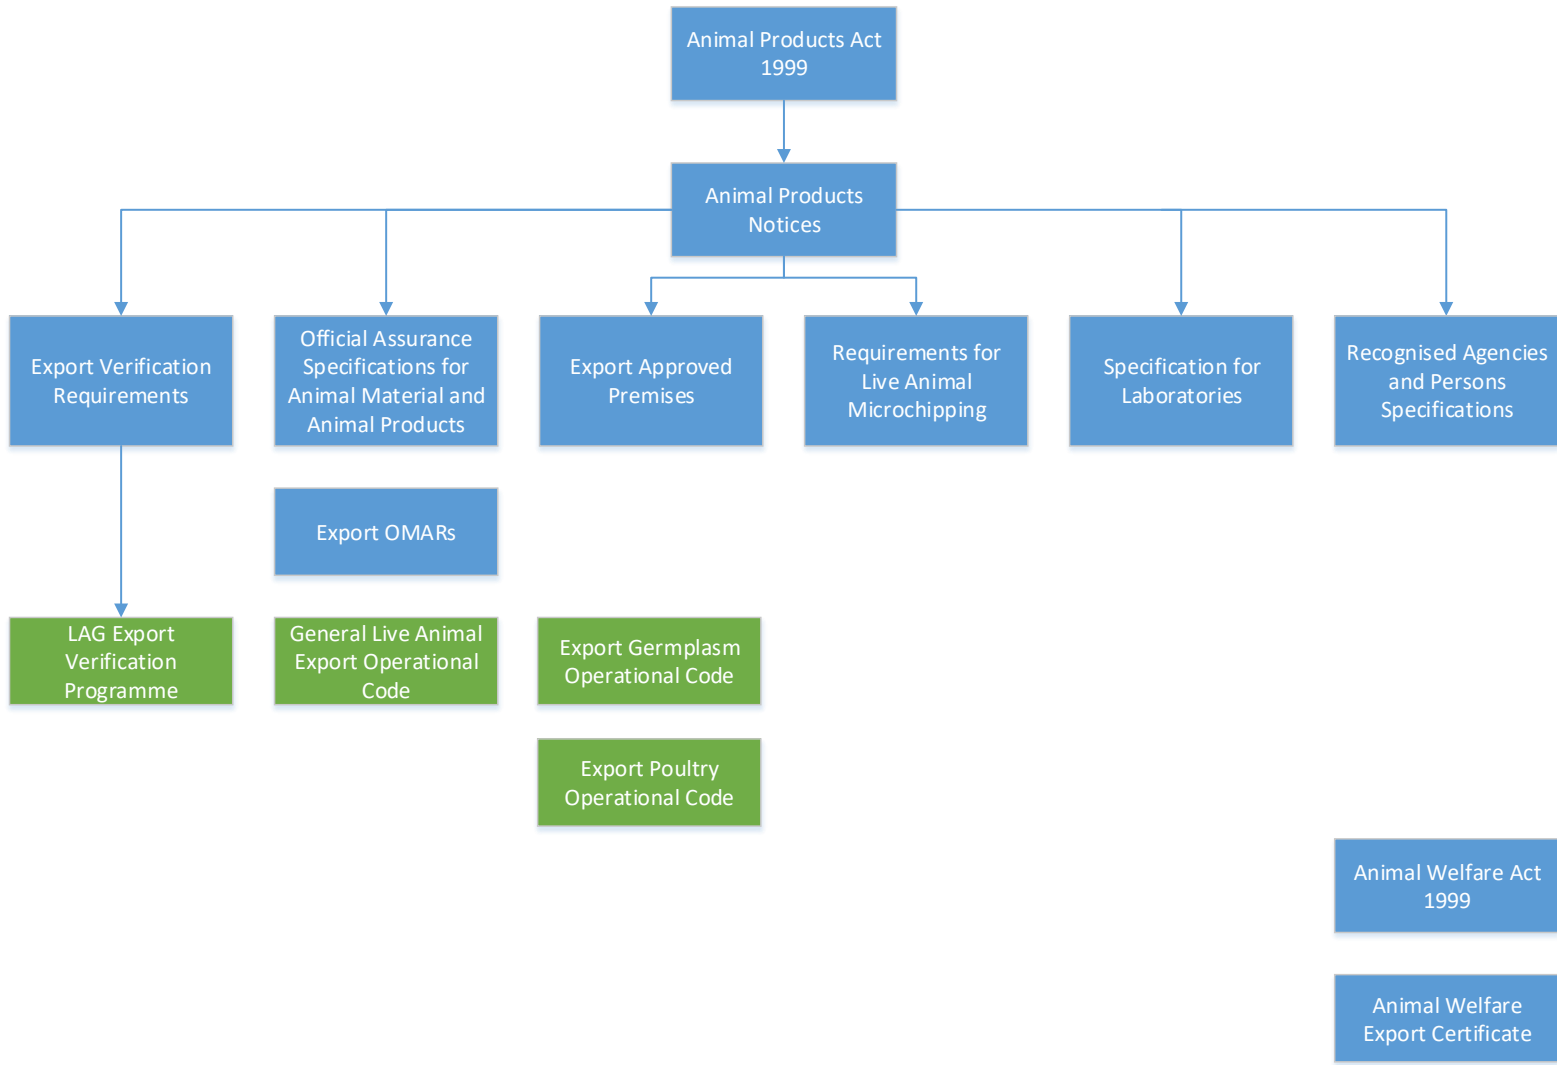 Animal Products Act
1999
Animal Products
Notices
Export Verification
Requirements
Official Assurance
Specifications for
Animal Material and
Animal Products
Export Approved
Premises
Requirements for
Live Animal
Microchipping
Specification for
Laboratories
Recognised Agencies
and Persons
Specifications
Export OMARs
LAG Export
Verification
Programme
General Live Animal
Export Operational
Code
Export Germplasm
Operational Code
Export Poultry
Operational Code
Animal Welfare Act
1999
Animal Welfare
Export Certificate